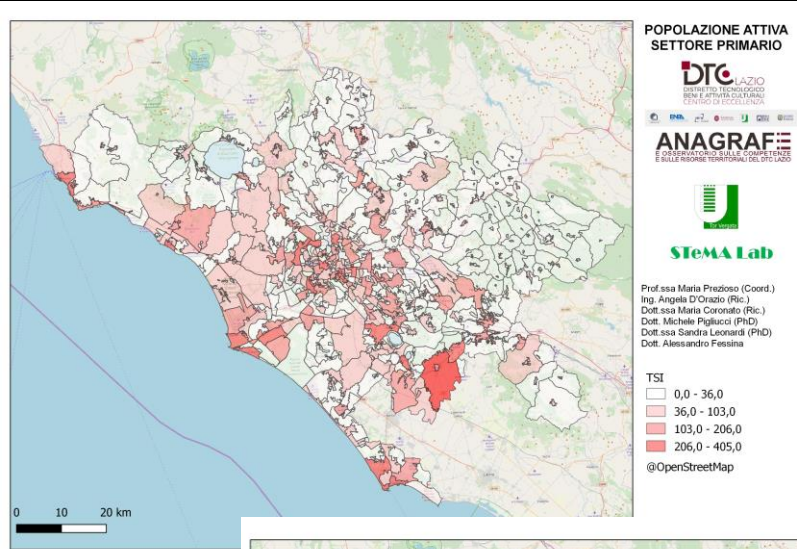 POPOLAZIONE ATTIVA
SETTORE PRIMARIO
DTC LAZIO
DISTRETTO TECNOLOGICO
BENI E ATTIVITÀ CULTURALI
CENTRO DI ECCELLENZA
ANAGRAFE
E OSSERVATORIO SULLE COMPETENZE
E SULLE RISORSE TERRITORIALI DEL DTC LAZIO
Tor Vergata
STeMA Lab
Prof.ssa Maria Prezioso (Coord.)
Ing. Angela D'Orazio (Ric.)
Dott.ssa Maria Coronato (Ric.)
Dott. Michele Pigliucci (PhD)
Dott.ssa Sandra Leonardi (PhD)
Dott. Alessandro Fessina
TSI
0,0 - 36,0
36,0 - 103,0
103,0 - 206,0
206,0 - 405,0
@OpenStreetMap
0 10 20 km